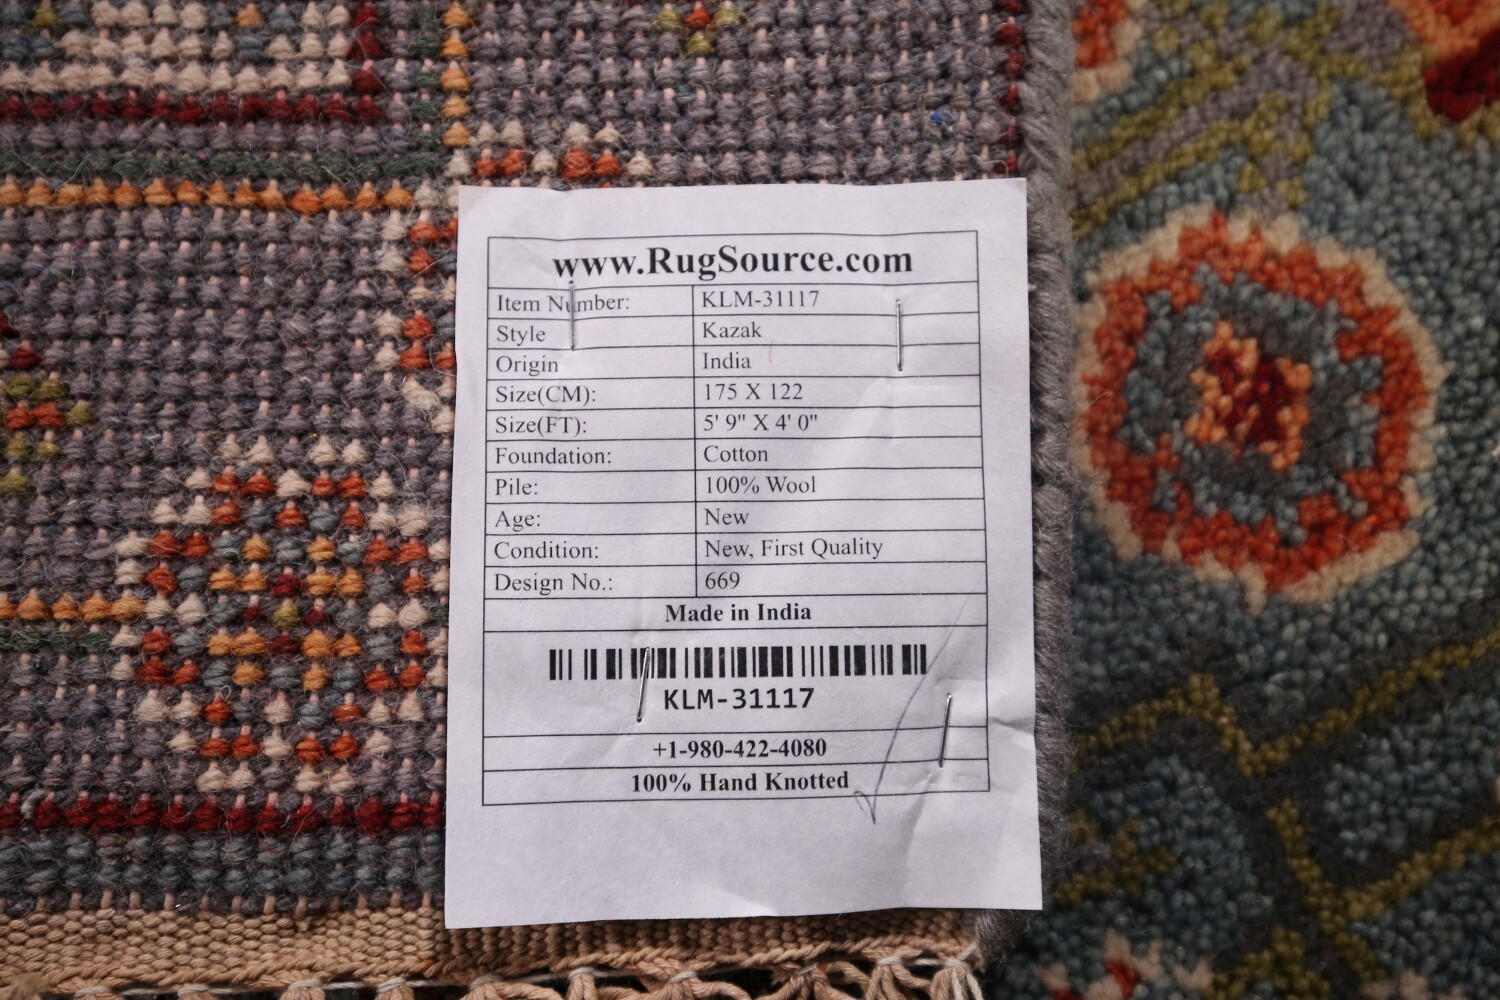 www.RugSource.com
Item Number: KLM-31117
Style Kazak
Origin India
Size(CM): 175 X 122
Size(FT): 5' 9" X 4' 0"
Foundation: Cotton
Pile: 100% Wool
Age: New
Condition: New, First Quality
Design No.: 669
Made in India
KLM-31117
+1-980-422-4080
100% Hand Knotted